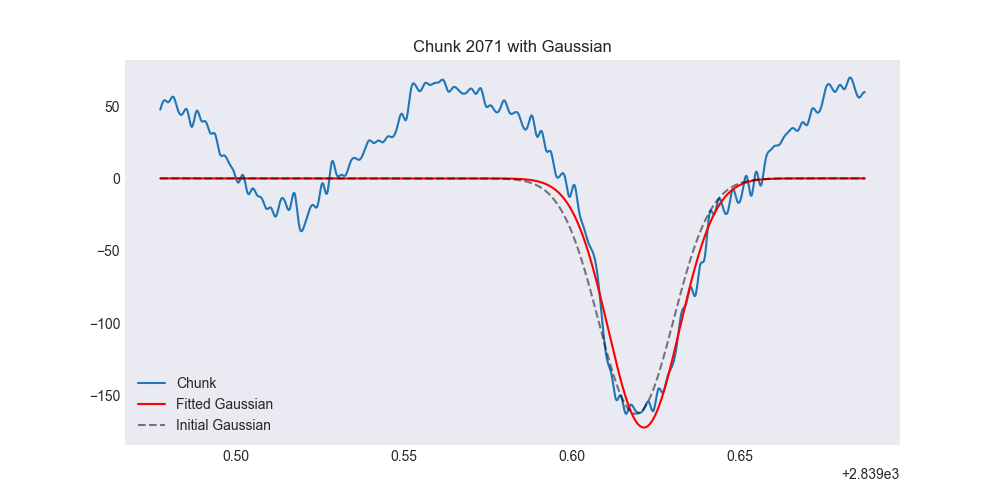 Chunk 2071 with Gaussian
50
0
−50
−100
−150
Chunk
Fitted Gaussian
Initial Gaussian
0.50
0.55
0.60
0.65
+2.839e3